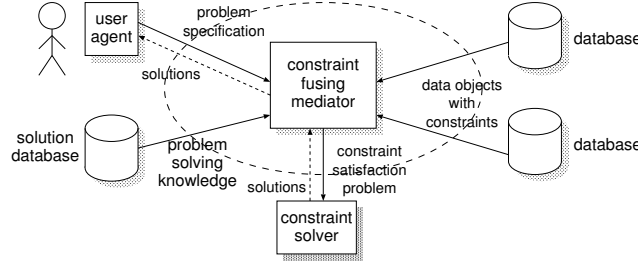 user
agent
problem
specification
solutions
constraint
fusing
mediator
database
data objects
with
constraints
solution
database
problem
solving
knowledge
database
constraint
satisfaction
problem
solutions
constraint
solver